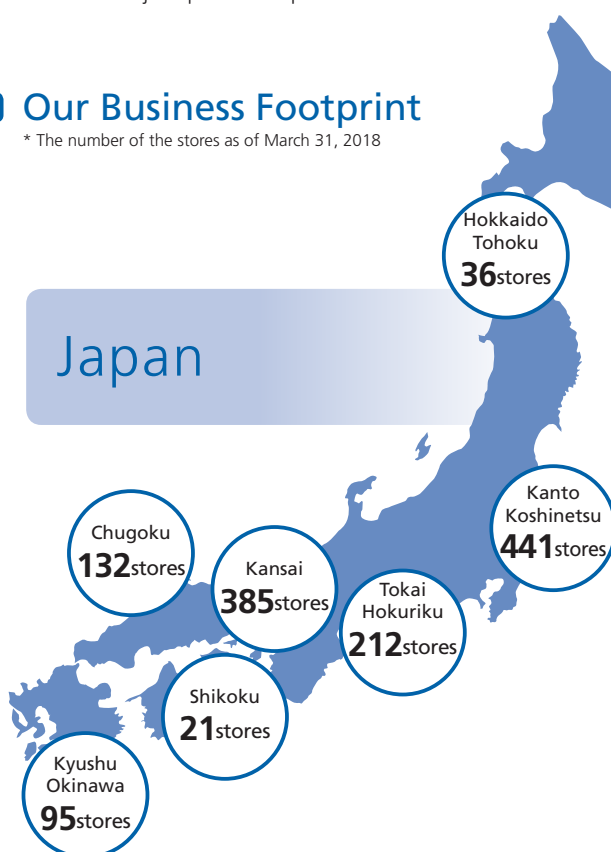 Our Business Footprint
* The number of the stores as of March 31, 2018
Hokkaido
Tohoku
36stores
Japan
Kanto
Koshinetsu
441stores
Chugoku
132stores
Kansai
385stores
Tokai
Hokuriku
212stores
Shikoku
21stores
Kyushu
Okinawa
95stores